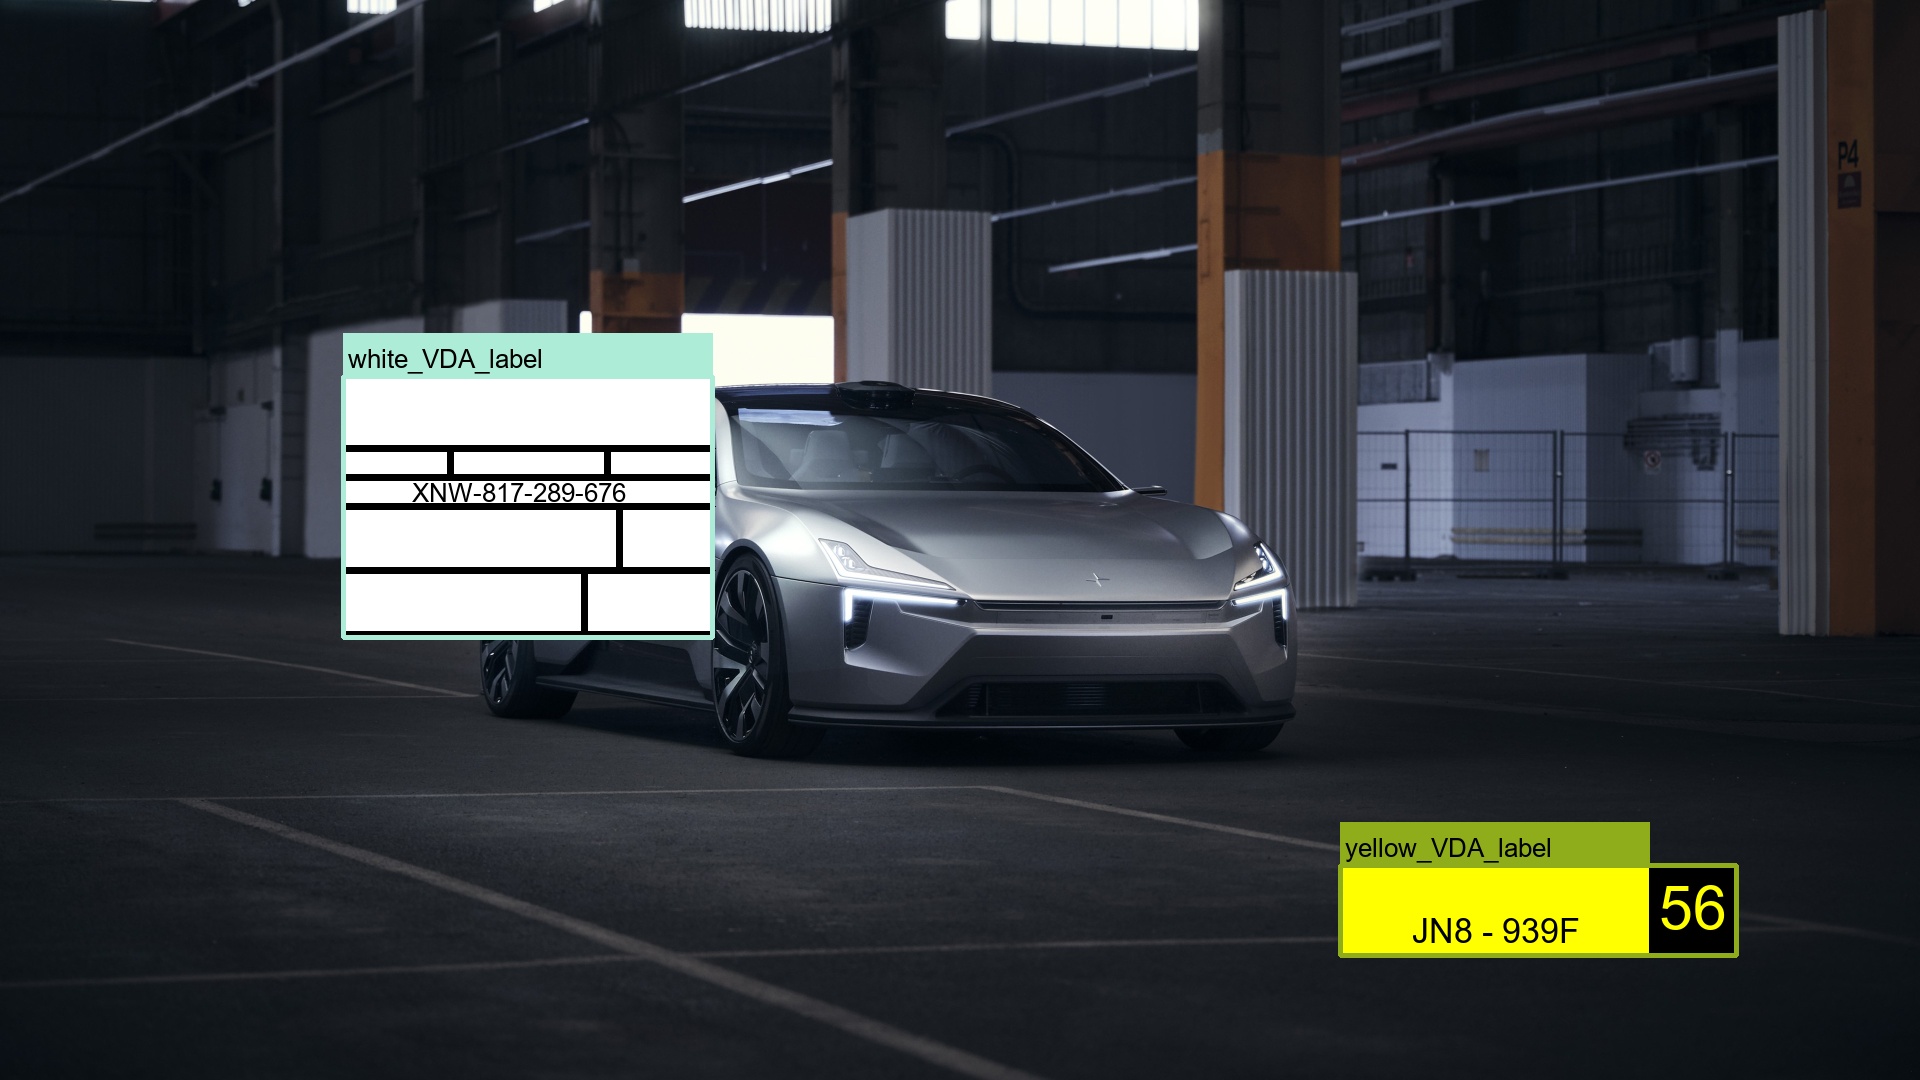 P4
white_VDA_label
XNW-817-289-676
yellow_VDA_label
56
JN8 - 939F